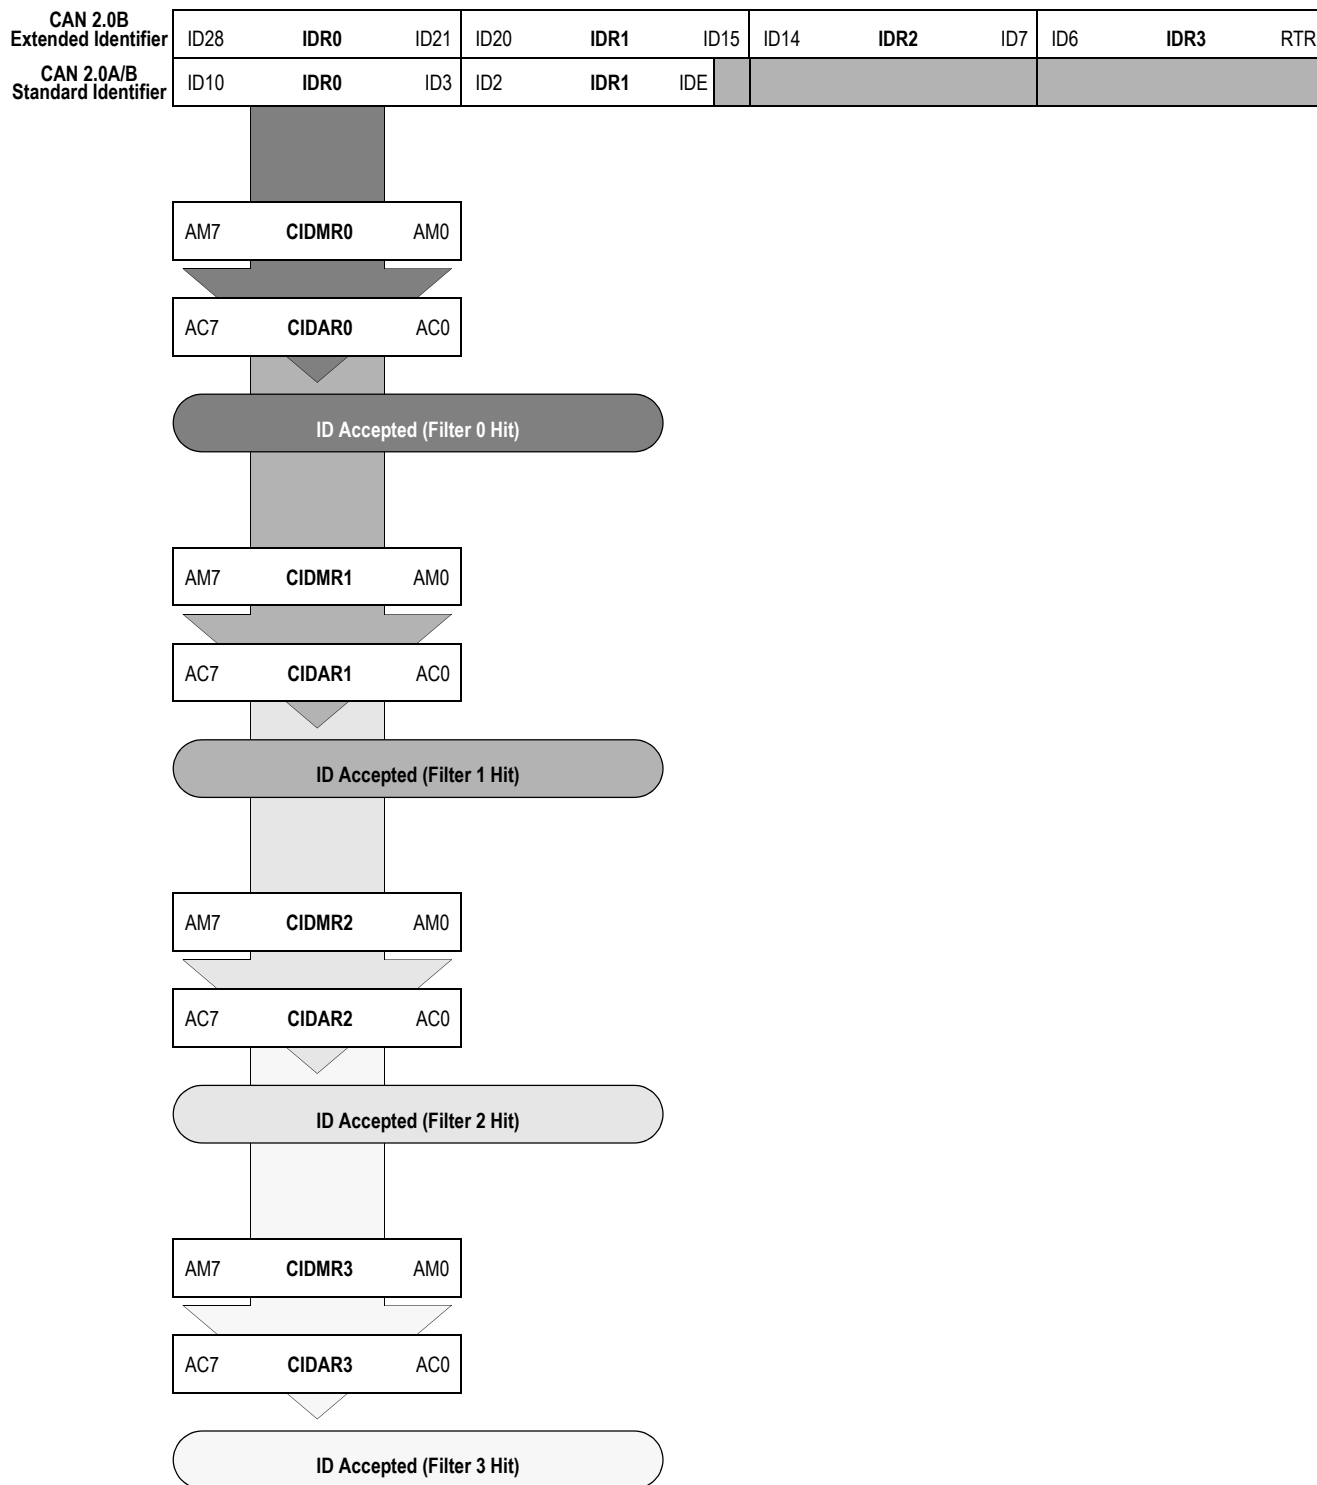 CAN 2.0B
Extended Identifier ID28 IDR0 ID21 ID20 IDR1 ID15 ID14 IDR2 ID7 ID6 IDR3 RTR
CAN 2.0A/B
Standard Identifier ID10 IDR0 ID3 ID2 IDR1 IDE
AM7 CIDMR0 AM0
AC7 CIDAR0 AC0
ID Accepted (Filter 0 Hit)
AM7 CIDMR1 AM0
AC7 CIDAR1 AC0
ID Accepted (Filter 1 Hit)
AM7 CIDMR2 AM0
AC7 CIDAR2 AC0
ID Accepted (Filter 2 Hit)
AM7 CIDMR3 AM0
AC7 CIDAR3 AC0
ID Accepted (Filter 3 Hit)